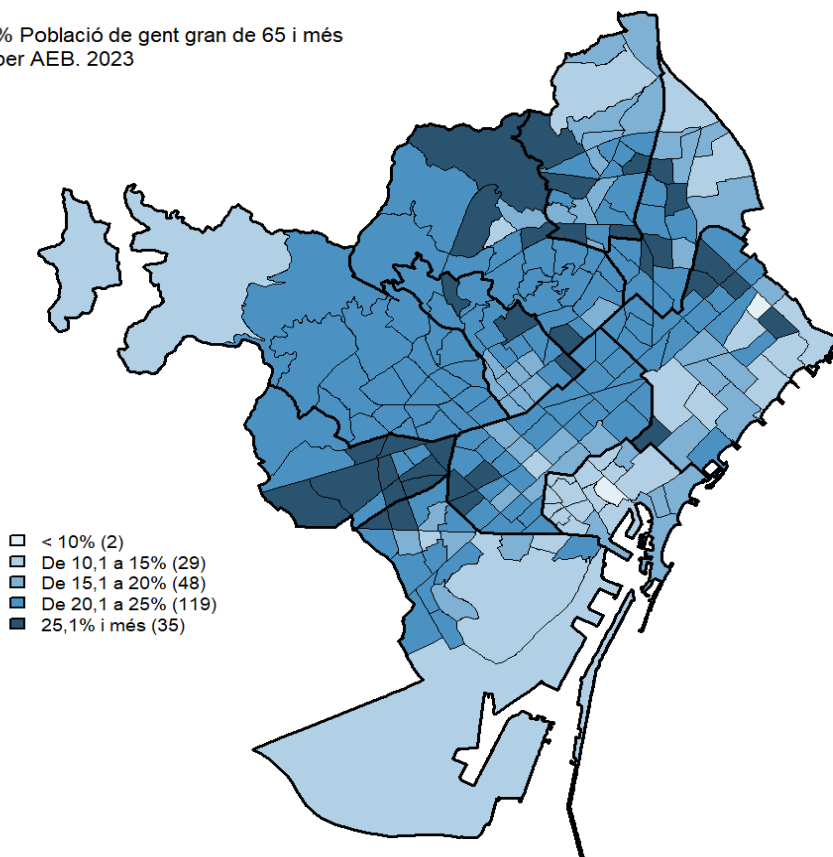 % Població de gent gran de 65 i més
per AEB. 2023
< 10% (2)
De 10,1 a 15% (29)
De 15,1 a 20% (48)
De 20,1 a 25% (119)
25,1% i més (35)